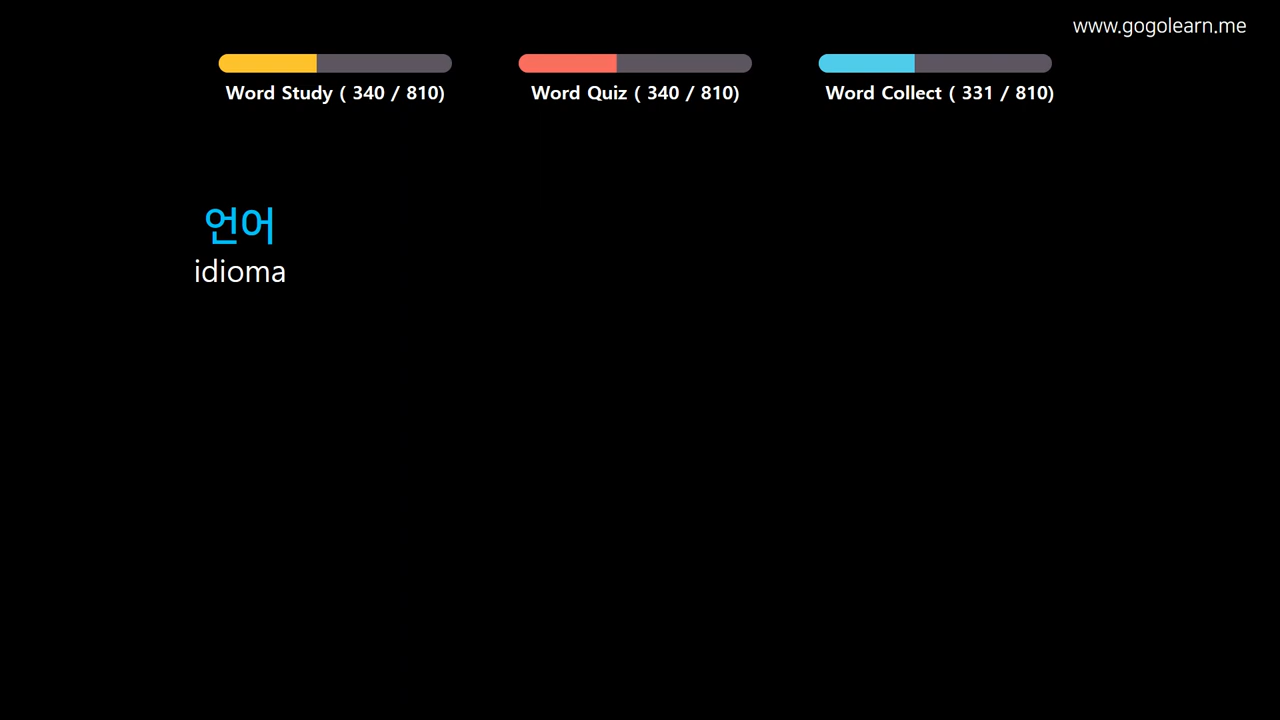 www.gogolearn.me
Word Study ( 340 / 810)
Word Quiz ( 340 / 810)
Word Collect ( 331 / 810)
언어
idioma